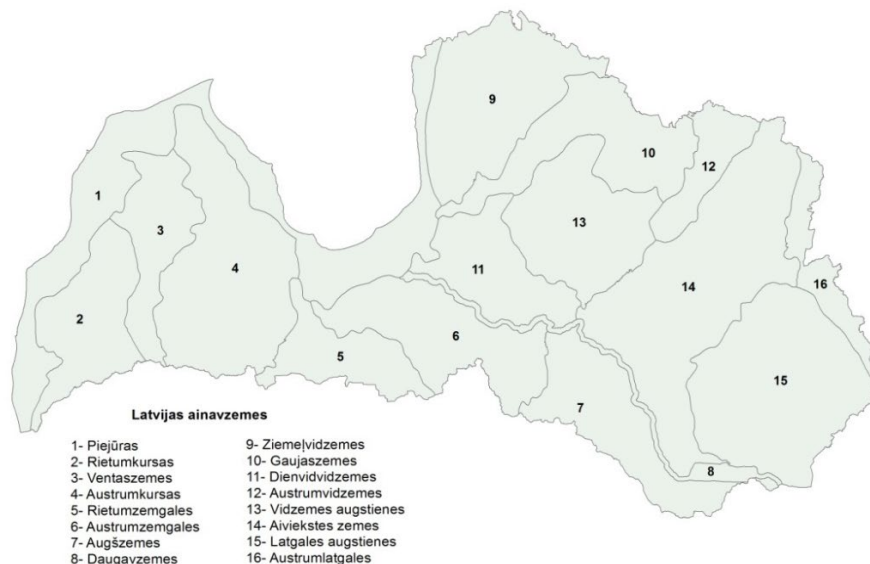 9
10
12
1
3
13
4
11
14
16
2
6
5
15
7
8
Latvijas ainavzemes
1- Piejūras
2- Rietumkursas
3- Ventaszemes
4- Austrumkursas
5- Rietumzemgales
6- Austrumzemgales
7- Augšzemes
8- Daugavzemes
9- Ziemeļvidzemes
10- Gaujaszemes
11- Dienvidvidzemes
12- Austrumvidzemes
13- Vidzemes augstienes
14- Aiviekstes zemes
15- Latgales augstienes
16- Austrumlatgales